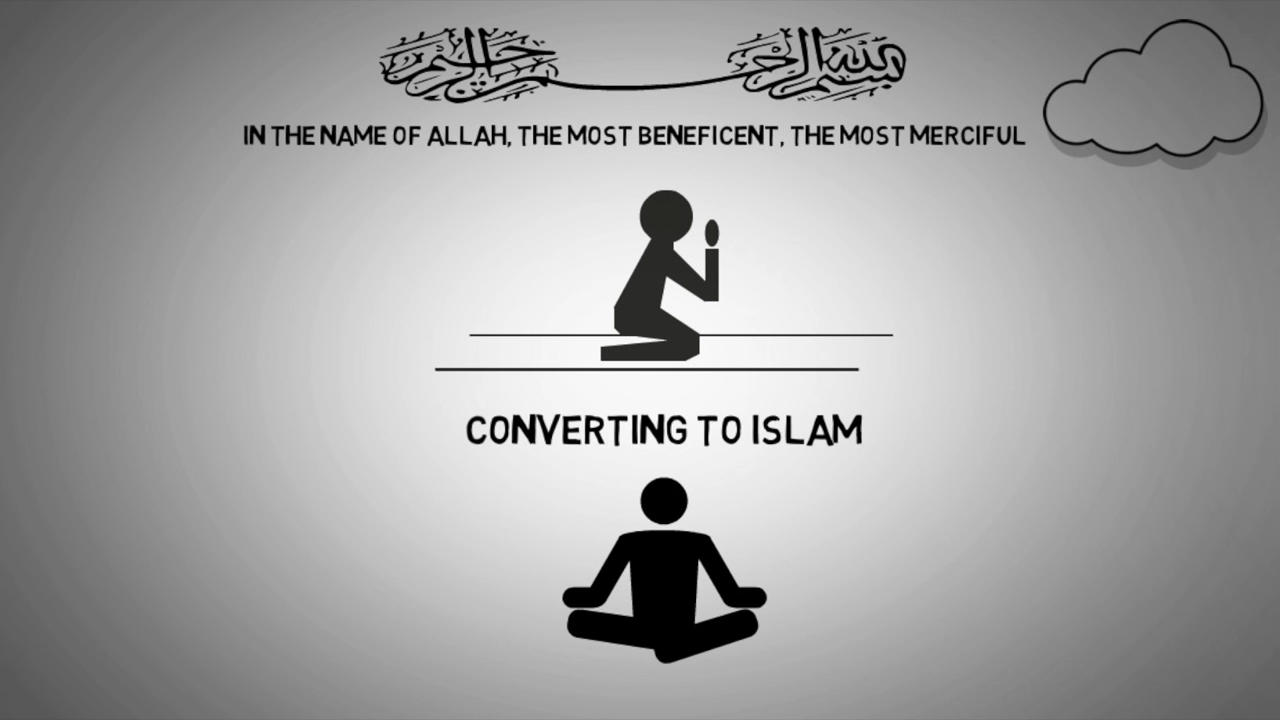 بسم الله الرحمن الرحيم
IN THE NAME OF ALLAH, THE MOST BENEFICENT, THE MOST MERCIFUL
CONVERTING TO ISLAM